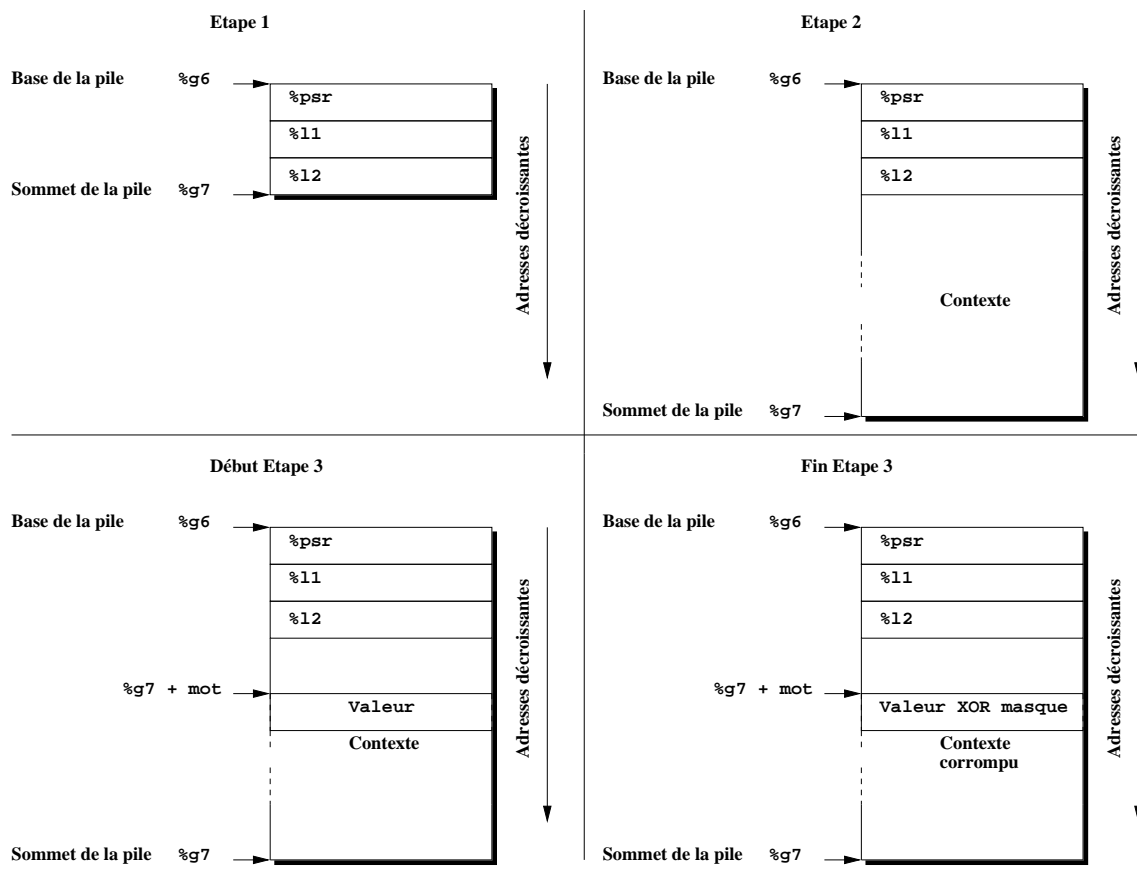 Etape 1
Base de la pile %g6
%psr
%l1
%l2
Sommet de la pile %g7
Adresses décroissantes
Etape 2
Base de la pile %g6
%psr
%l1
%l2
Contexte
Sommet de la pile %g7
Adresses décroissantes
Début Etape 3
Base de la pile %g6
%psr
%l1
%l2
%g7 + mot
Valeur
Contexte
Sommet de la pile %g7
Adresses décroissantes
Fin Etape 3
Base de la pile %g6
%psr
%l1
%l2
%g7 + mot
Valeur XOR masque
Contexte
corrompu
Sommet de la pile %g7
Adresses décroissantes